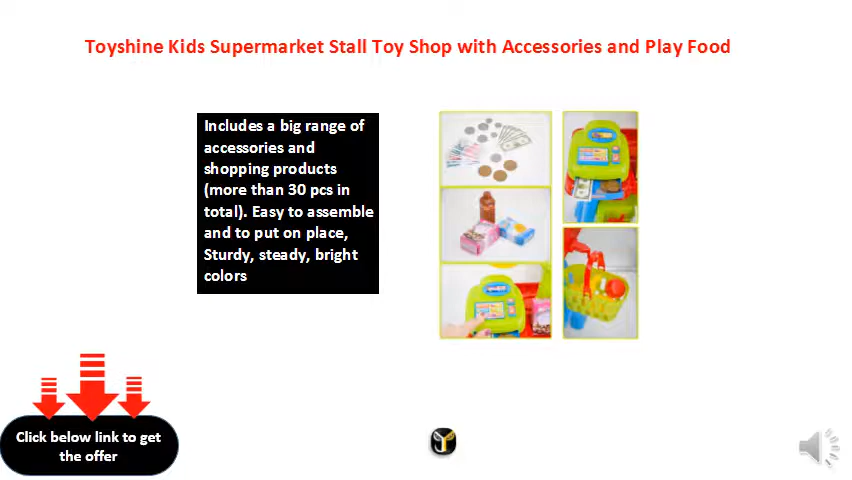 Toyshine Kids Supermarket Stall Toy Shop with Accessories and Play Food
Includes a big range of
accessories and
shopping products
(more than 30 pcs in
total). Easy to assemble
and to put on place,
Sturdy, steady, bright
colors
Click below link to get
the offer